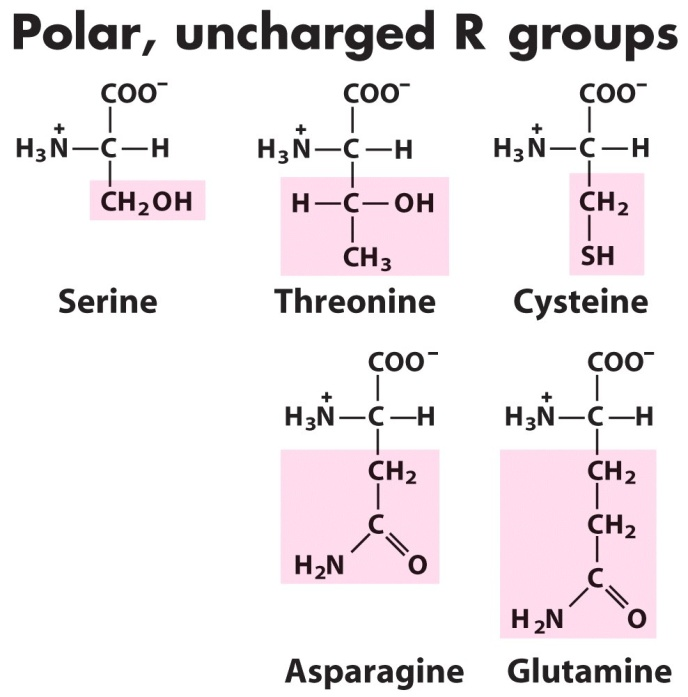 Polar, uncharged R groups
COO⁻ COO⁻ COO⁻
H₃N⁺—C—H H₃N⁺—C—H H₃N⁺—C—H
CH₂OH H—C—OH CH₂
CH₃ SH
Serine Threonine Cysteine
COO⁻ COO⁻
H₃N⁺—C—H H₃N⁺—C—H
CH₂ CH₂
C CH₂
H₂N O C
H₂N O
Asparagine Glutamine